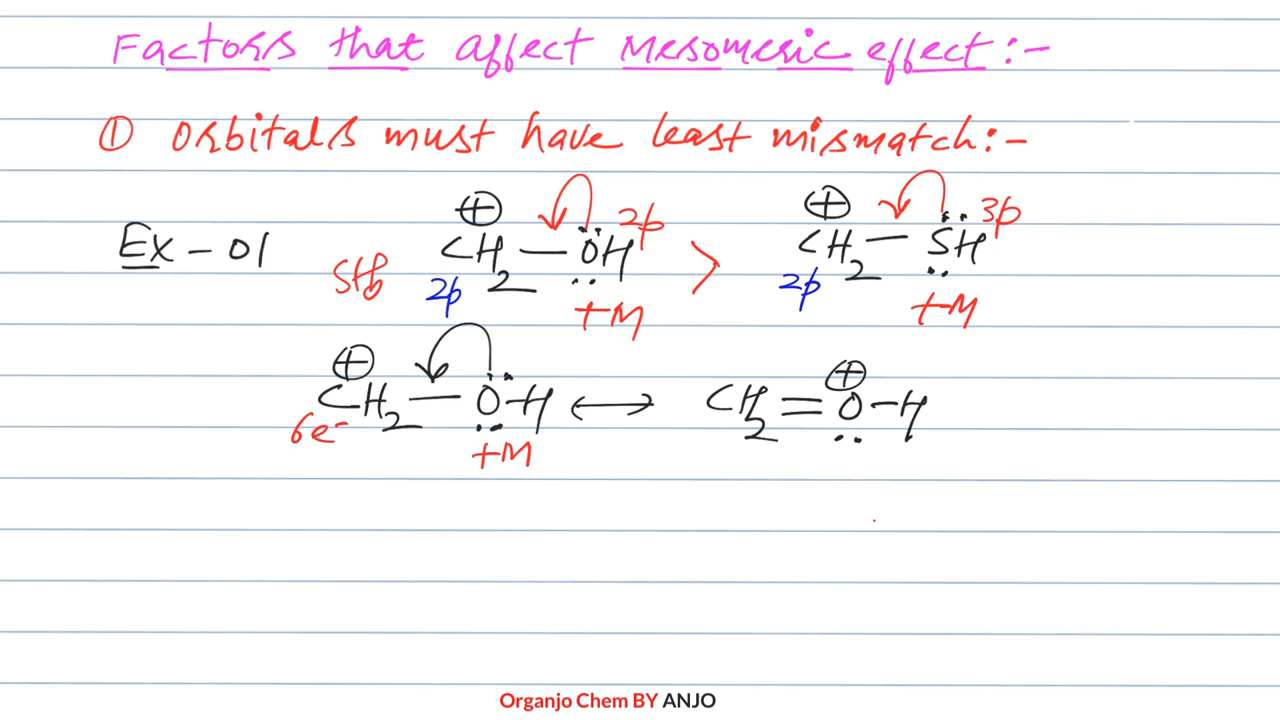 Factors that affect Mesomeric effect:-
① orbitals must have least mismatch:-
Ex - 01 Stb ⊕CH2 - ÖH 2p 2p +M > ⊕CH2 - SH 3p 2p +M
⊕CH2 - O-H 6e⁻ +M ⟷ CH2 = O⊕-H
Organjo Chem BY ANJO